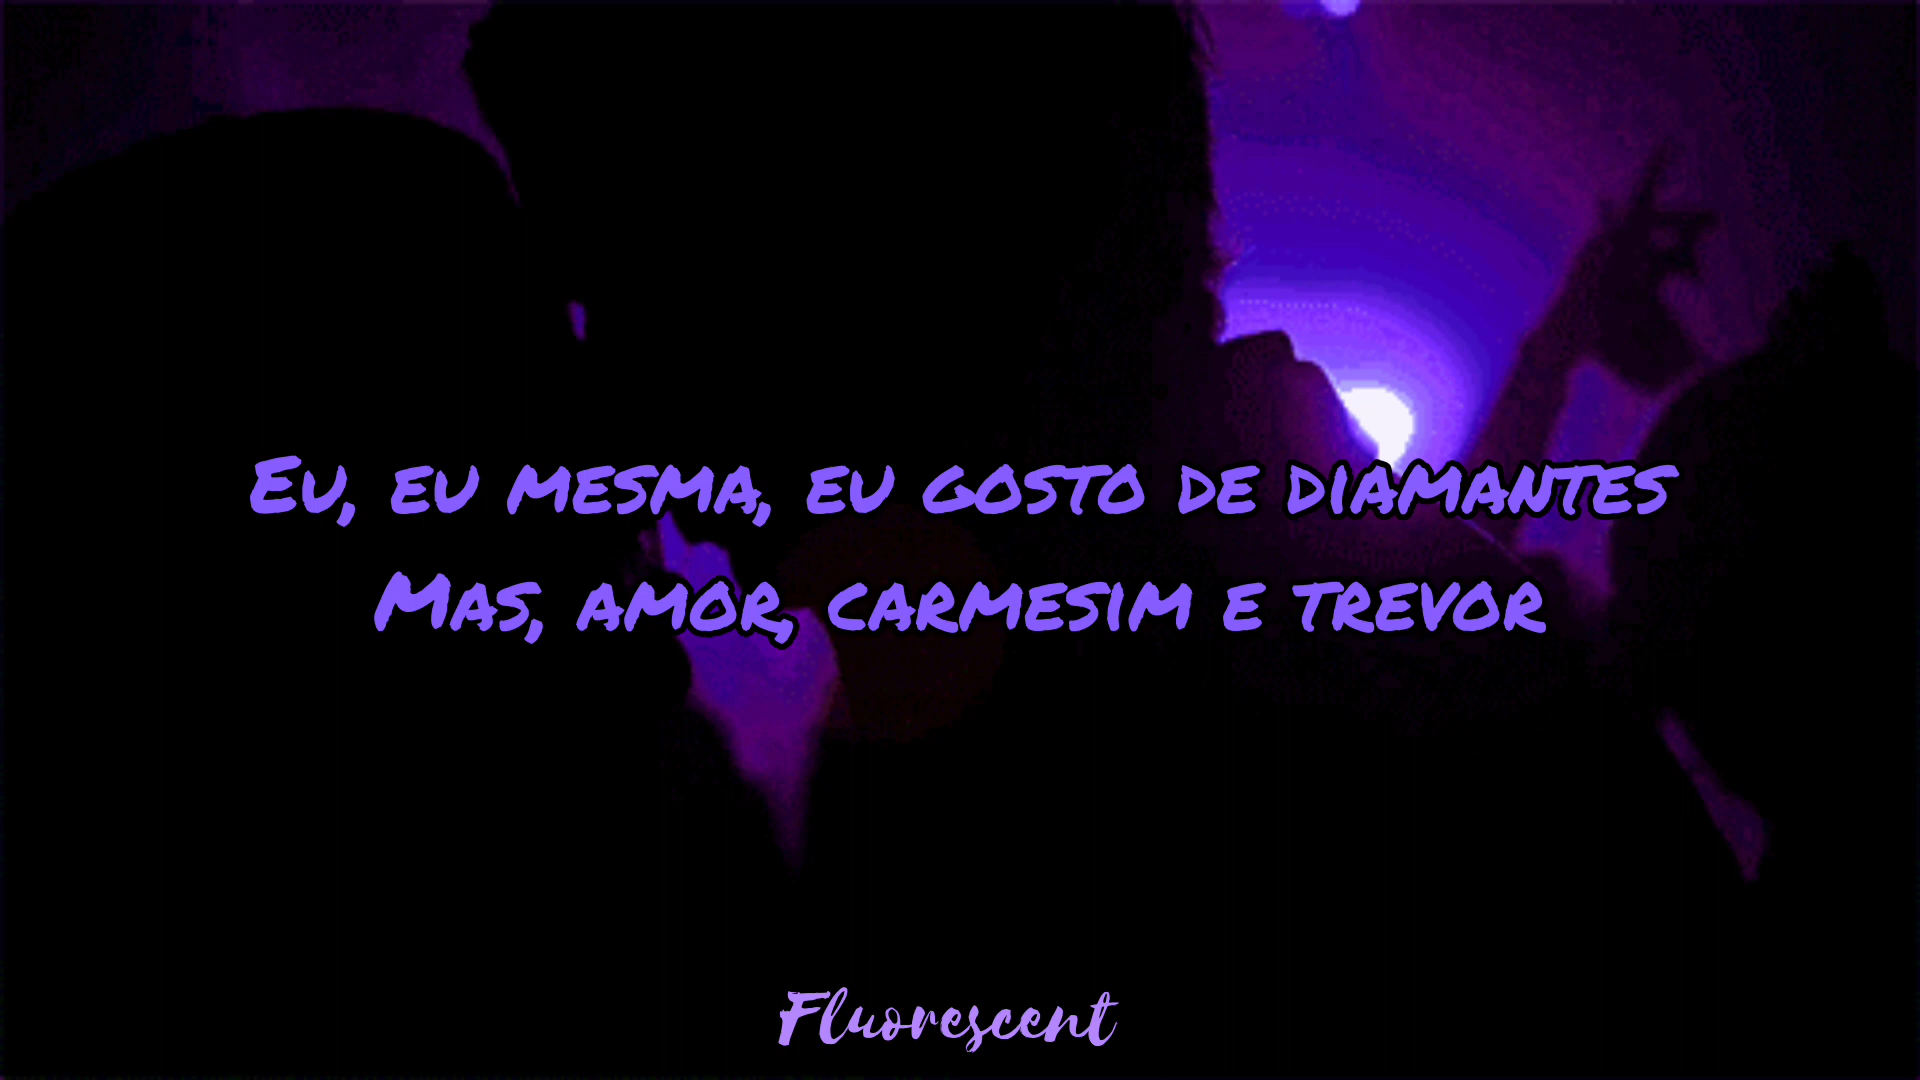 Eu, eu mesma, eu gosto de diamantes
Mas, amor, carmesim e trevor
Fluorescent